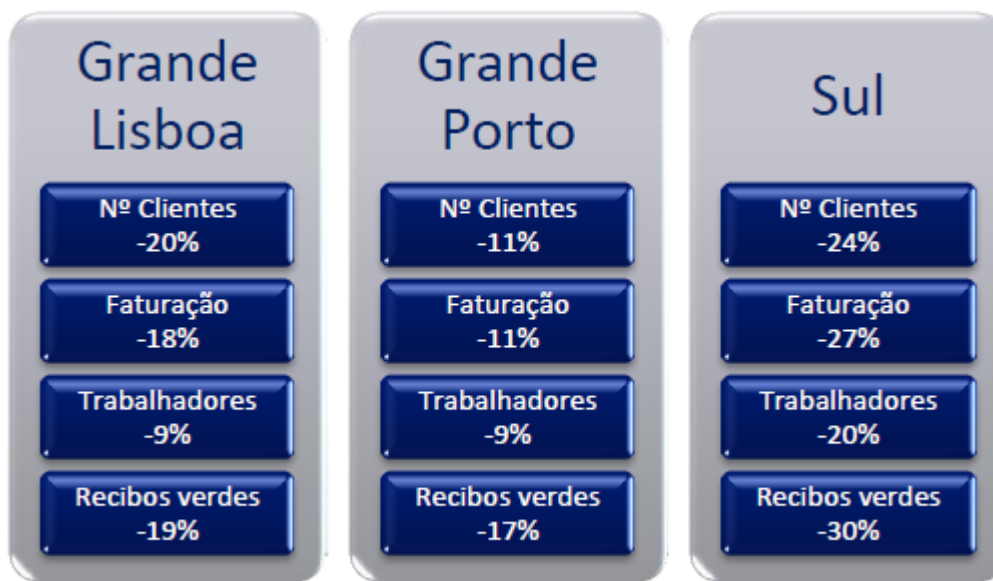 Grande
Lisboa
Nº Clientes
-20%
Faturação
-18%
Trabalhadores
-9%
Recibos verdes
-19%
Grande
Porto
Nº Clientes
-11%
Faturação
-11%
Trabalhadores
-9%
Recibos verdes
-17%
Sul
Nº Clientes
-24%
Faturação
-27%
Trabalhadores
-20%
Recibos verdes
-30%